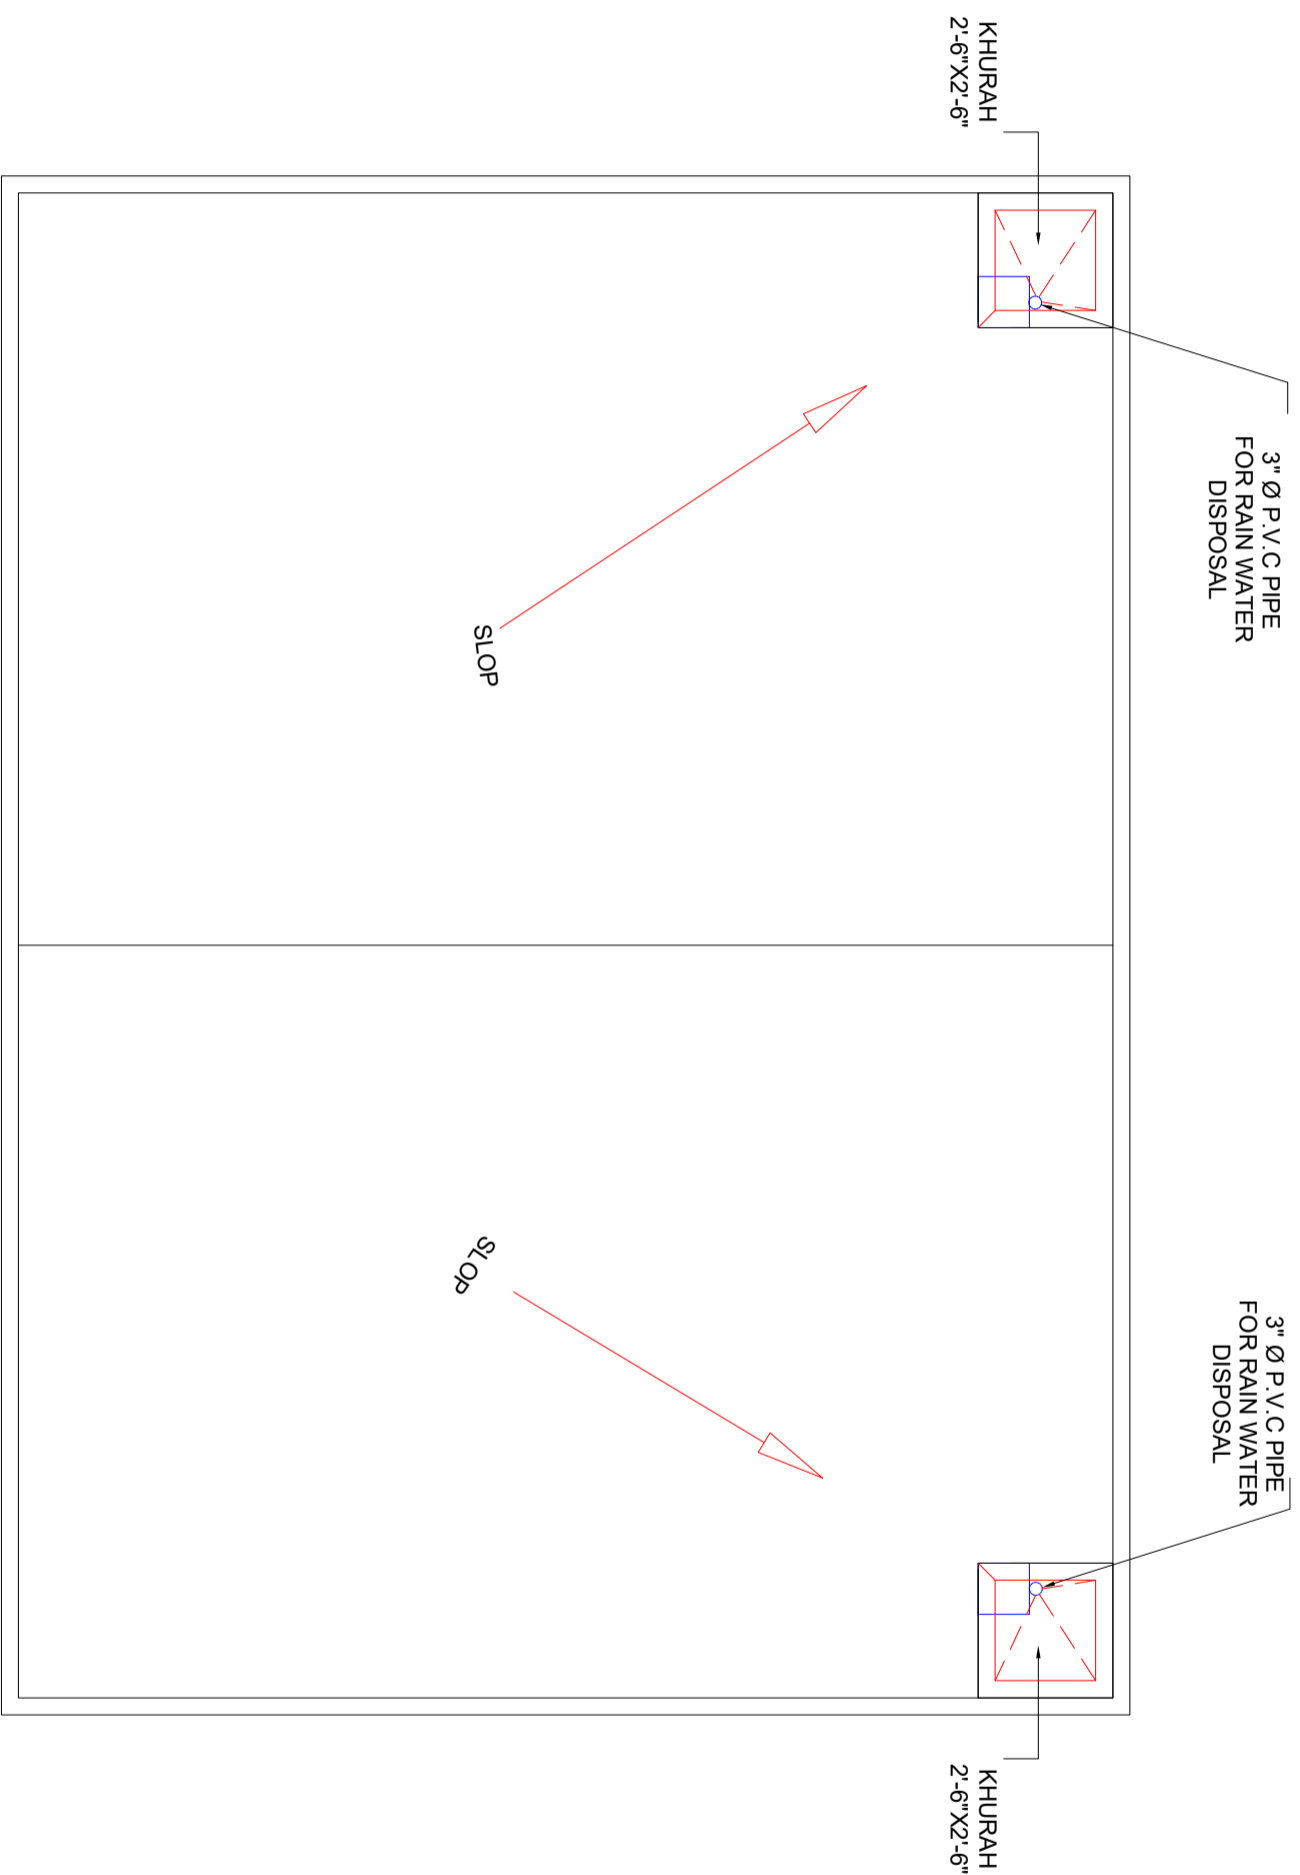 KHURAH
2'-6"X2'-6"
3" Ø P.V.C PIPE
FOR RAIN WATER
DISPOSAL
SLOP
SLOP
3" Ø P.V.C PIPE
FOR RAIN WATER
DISPOSAL
KHURAH
2'-6"X2'-6"